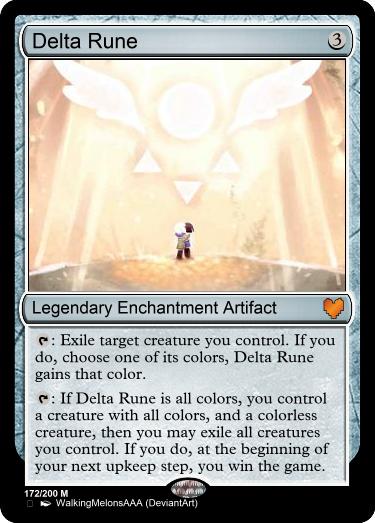 Delta Rune 3
Legendary Enchantment Artifact
: Exile target creature you control. If you
do, choose one of its colors, Delta Rune
gains that color.
: If Delta Rune is all colors, you control
a creature with all colors, and a colorless
creature, then you may exile all creatures
you control. If you do, at the beginning of
your next upkeep step, you win the game.
172/200 M
WalkingMelonsAAA (DeviantArt)